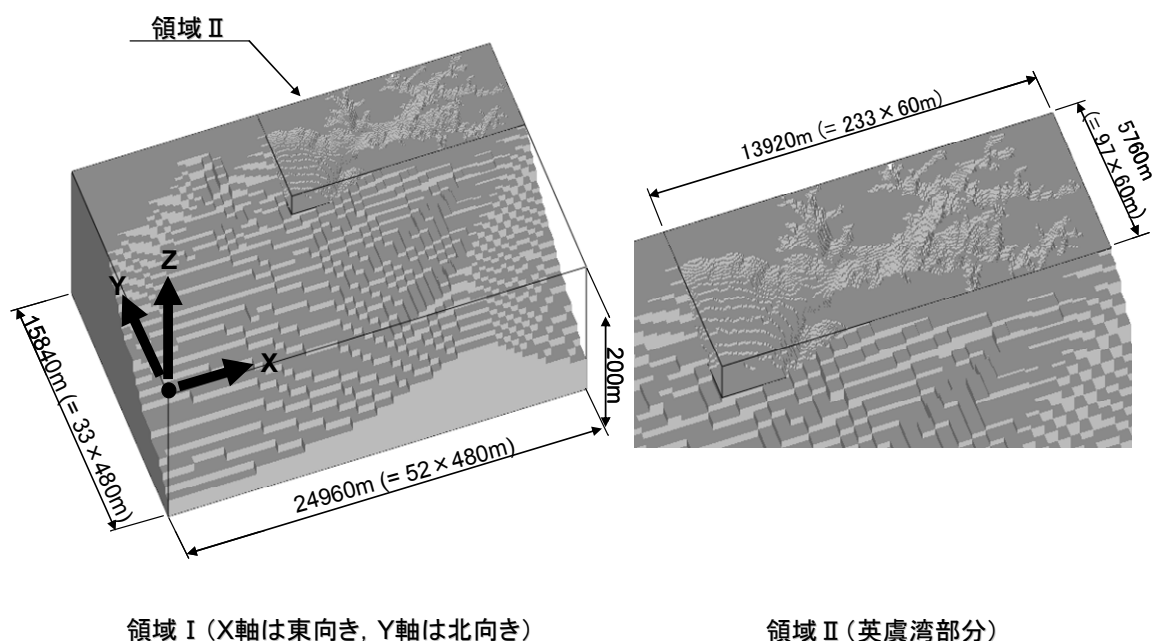 領域Ⅱ
13920m (= 233×60m)
5760m
(= 97×60m)
Z
Y
X
15840m (= 33×480m)
200m
24960m (= 52×480m)
領域Ⅰ (X軸は東向き, Y軸は北向き)
領域Ⅱ (英虞湾部分)